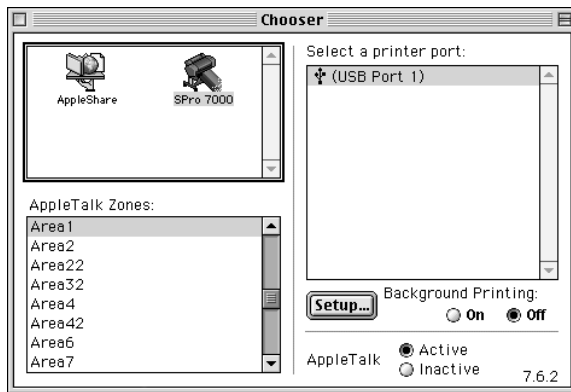 Chooser
AppleShare
SPro 7000
AppleTalk Zones:
Area1
Area2
Area22
Area32
Area4
Area42
Area6
Area7
Select a printer port:
(USB Port 1)
Setup...
Background Printing:
On Off
AppleTalk
Active
Inactive
7.6.2